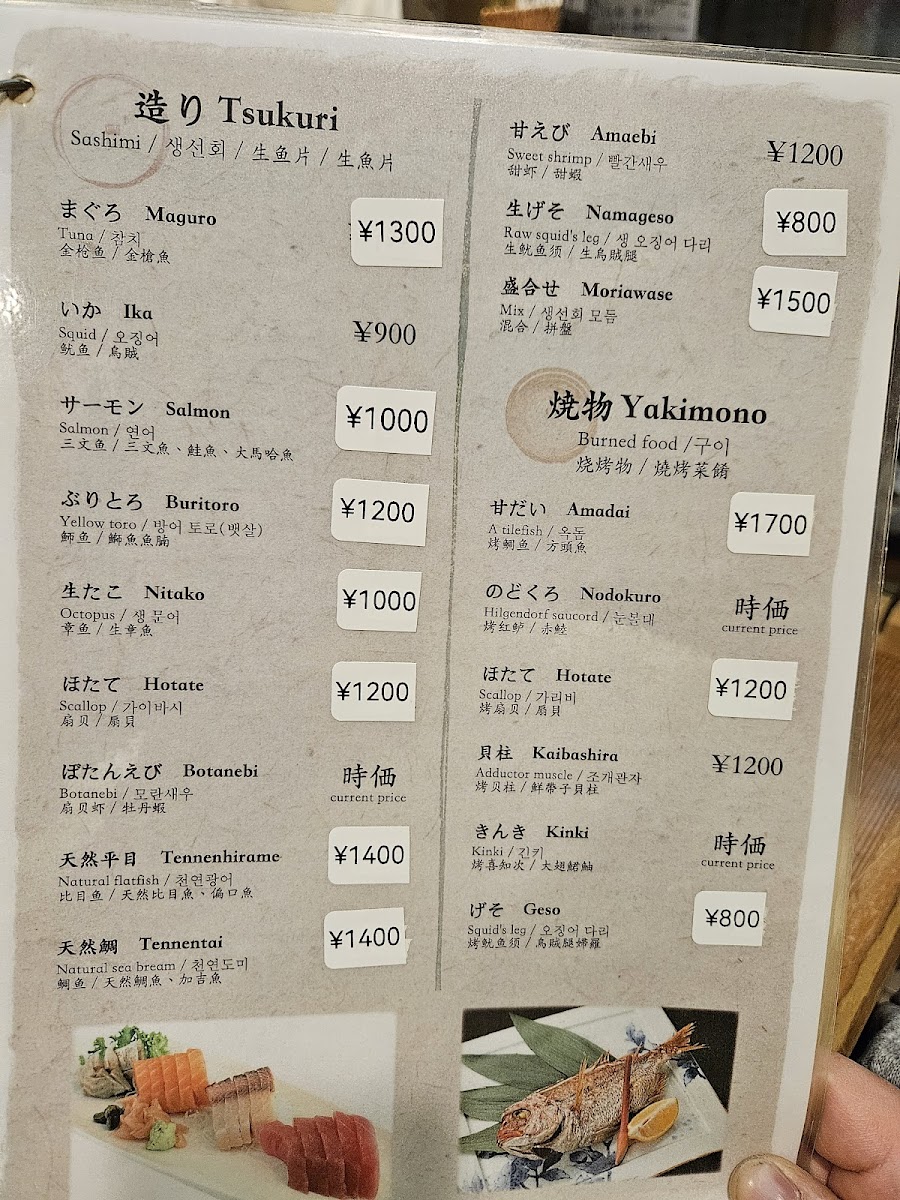 造り Tsukuri
Sashimi / 생선회 / 生鱼片 / 生魚片
まぐろ Maguro ¥1300
Tuna / 참치
金枪鱼 / 金槍魚
いか Ika ¥900
Squid / 오징어
鱿鱼 / 烏賊
サーモン Salmon ¥1000
Salmon / 연어
三文鱼 / 三文魚、鮭魚、大馬哈魚
ぶりとろ Buritoro ¥1200
Yellow toro / 방어 토로(뱃살)
鰤鱼 / 鰤魚魚腩
生たこ Nitako ¥1000
Octopus / 생 문어
章鱼 / 生章魚
ほたて Hotate ¥1200
Scallop / 가이바시
扇贝 / 扇貝
ぼたんえび Botanebi 時価
Botanebi / 모란새우 current price
扇贝虾 / 牡丹蝦
天然平目 Tennenhirame ¥1400
Natural flatfish / 천연광어
比目鱼 / 天然比目魚、偏口魚
天然鯛 Tennentai ¥1400
Natural sea bream / 천연도미
鲷鱼 / 天然鯛魚、加吉魚
甘えび Amaebi ¥1200
Sweet shrimp / 빨간새우
甜虾 / 甜蝦
生げそ Namageso ¥800
Raw squid's leg / 생 오징어 다리
生鱿鱼须 / 生烏賊腿
盛合せ Moriawase ¥1500
Mix / 생선회 모듬
混合 / 拼盤
焼物 Yakimono
Burned food / 구이
烧烤物 / 燒烤菜餚
甘だい Amadai ¥1700
A tilefish / 옥돔
烤鲷鱼 / 方頭魚
のどくろ Nodokuro 時価
Hilgendorf saucord / 눈볼대 current price
烤红鲈 / 赤鯥
ほたて Hotate ¥1200
Scallop / 가리비
烤扇贝 / 扇貝
貝柱 Kaibashira ¥1200
Adductor muscle / 조개관자
烤贝柱 / 鮮帶子貝柱
きんき Kinki 時価
Kinki / 긴키 current price
烤喜知次 / 大翅鮶鮋
げそ Geso ¥800
Squid's leg / 오징어 다리
烤鱿鱼须 / 烏賊腿婦羅